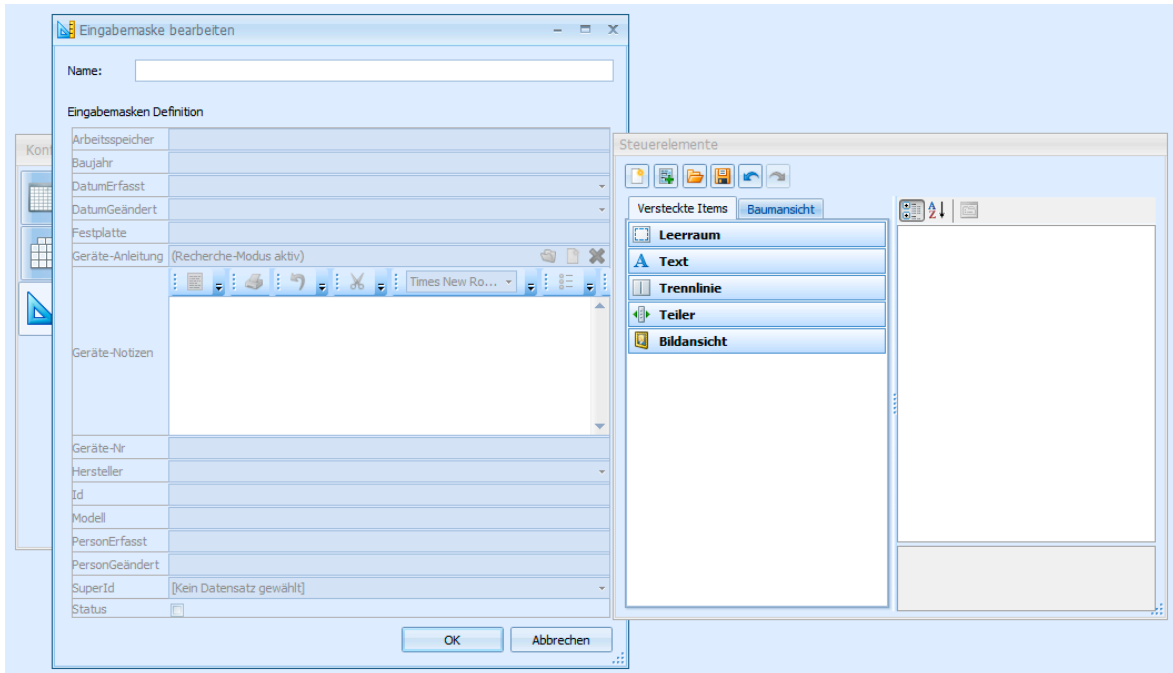 Eingabemaske bearbeiten
Name:
Eingabemasken Definition
Konf
Arbeitsspeicher
Baujahr
DatumErfasst
DatumGeändert
Festplatte
Geräte-Anleitung (Recherche-Modus aktiv)
Times New Ro...
Geräte-Notizen
Geräte-Nr
Hersteller
Id
Modell
PersonErfasst
PersonGeändert
SuperId [Kein Datensatz gewählt]
Status
OK Abbrechen
Steuerelemente
Versteckte Items Baumansicht
A Z
Leerraum
A Text
Trennlinie
Teiler
Bildansicht